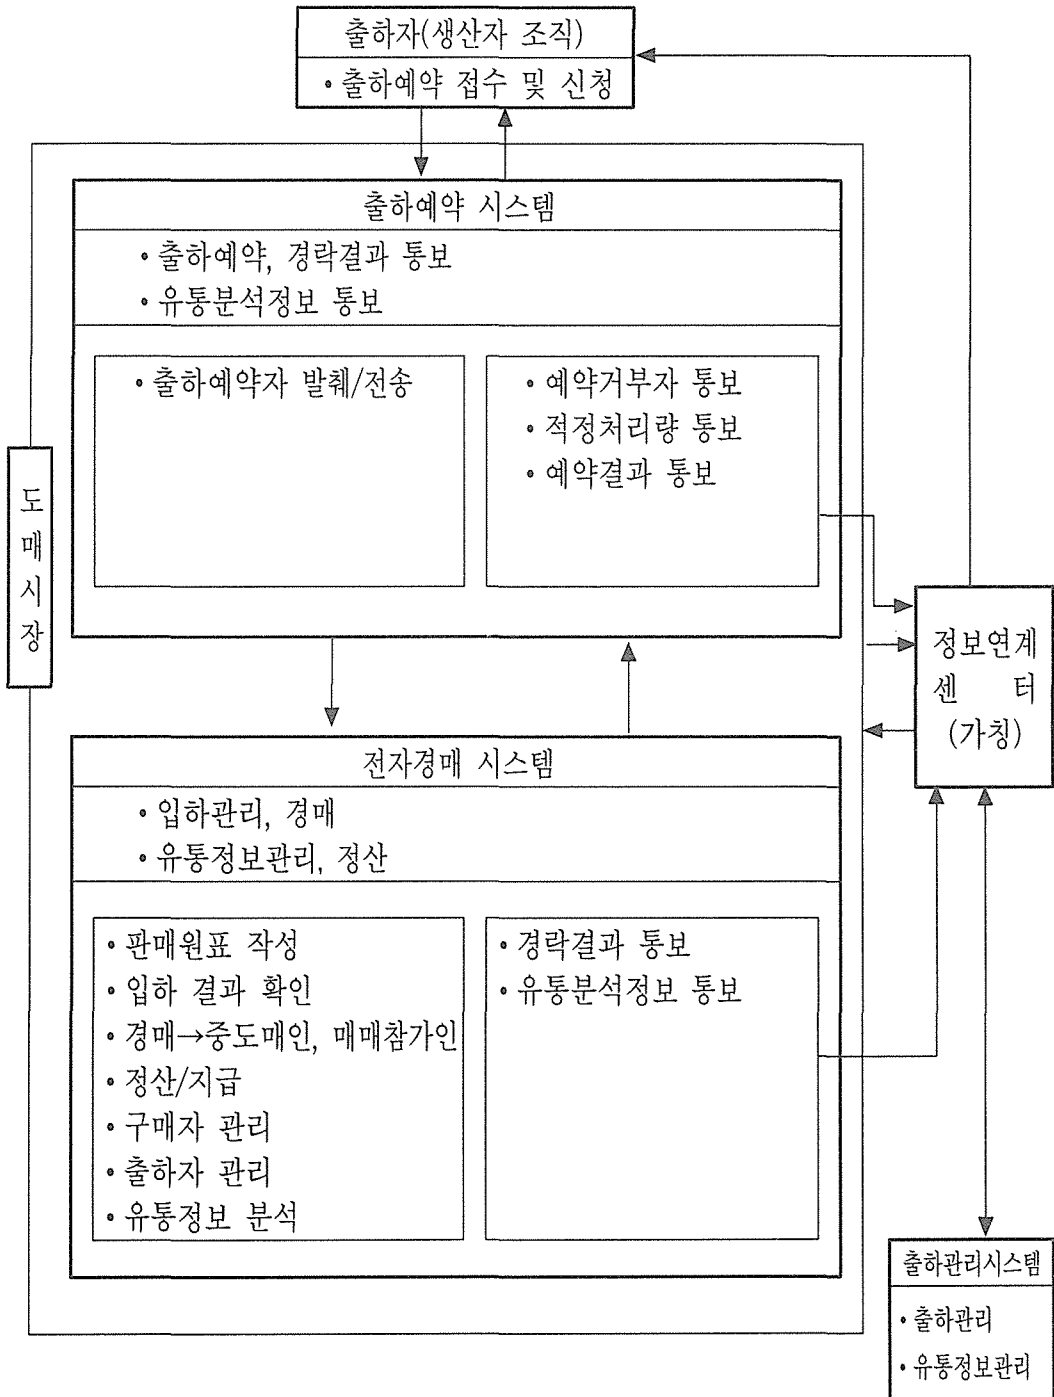 출하자(생산자 조직)
• 출하예약 접수 및 신청
출하예약 시스템
• 출하예약, 경락결과 통보
• 유통분석정보 통보
• 출하예약자 발췌/전송
• 예약거부자 통보
• 적정처리량 통보
• 예약결과 통보
도
매
시
장
정보연계
센 터
(가칭)
전자경매 시스템
• 입하관리, 경매
• 유통정보관리, 정산
• 판매원표 작성
• 입하 결과 확인
• 경매→중도매인, 매매참가인
• 정산/지급
• 구매자 관리
• 출하자 관리
• 유통정보 분석
• 경락결과 통보
• 유통분석정보 통보
출하관리시스템
• 출하관리
• 유통정보관리